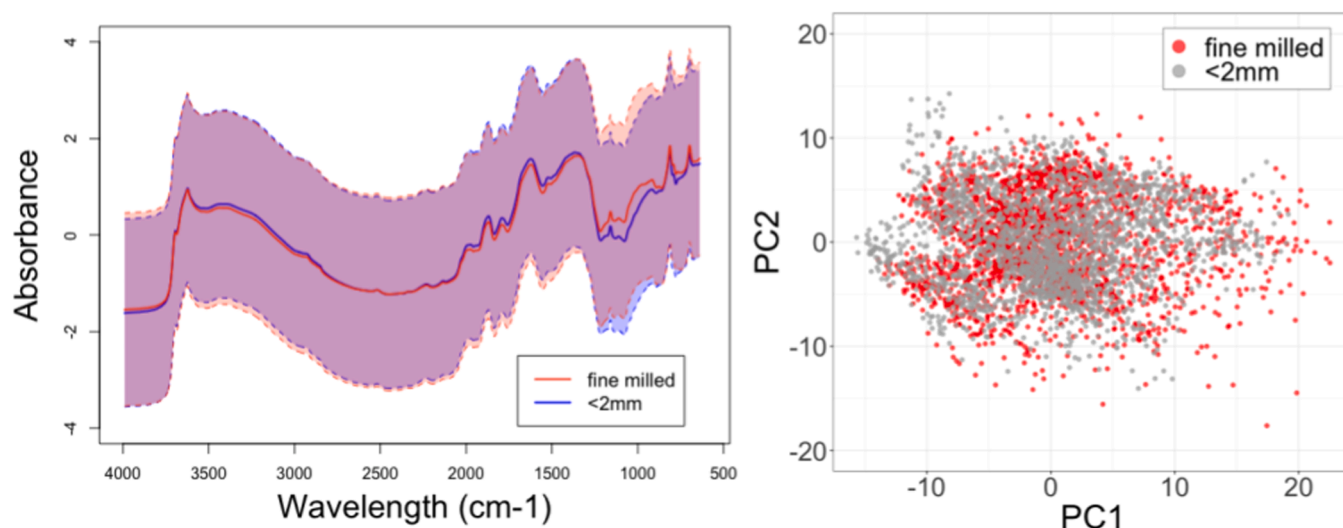 4
2
0
-2
-4
Absorbance
fine milled
<2mm
4000 3500 3000 2500 2000 1500 1000 500
Wavelength (cm-1)
20
10
0
-10
-20
PC2
fine milled
<2mm
-10 0 10 20
PC1